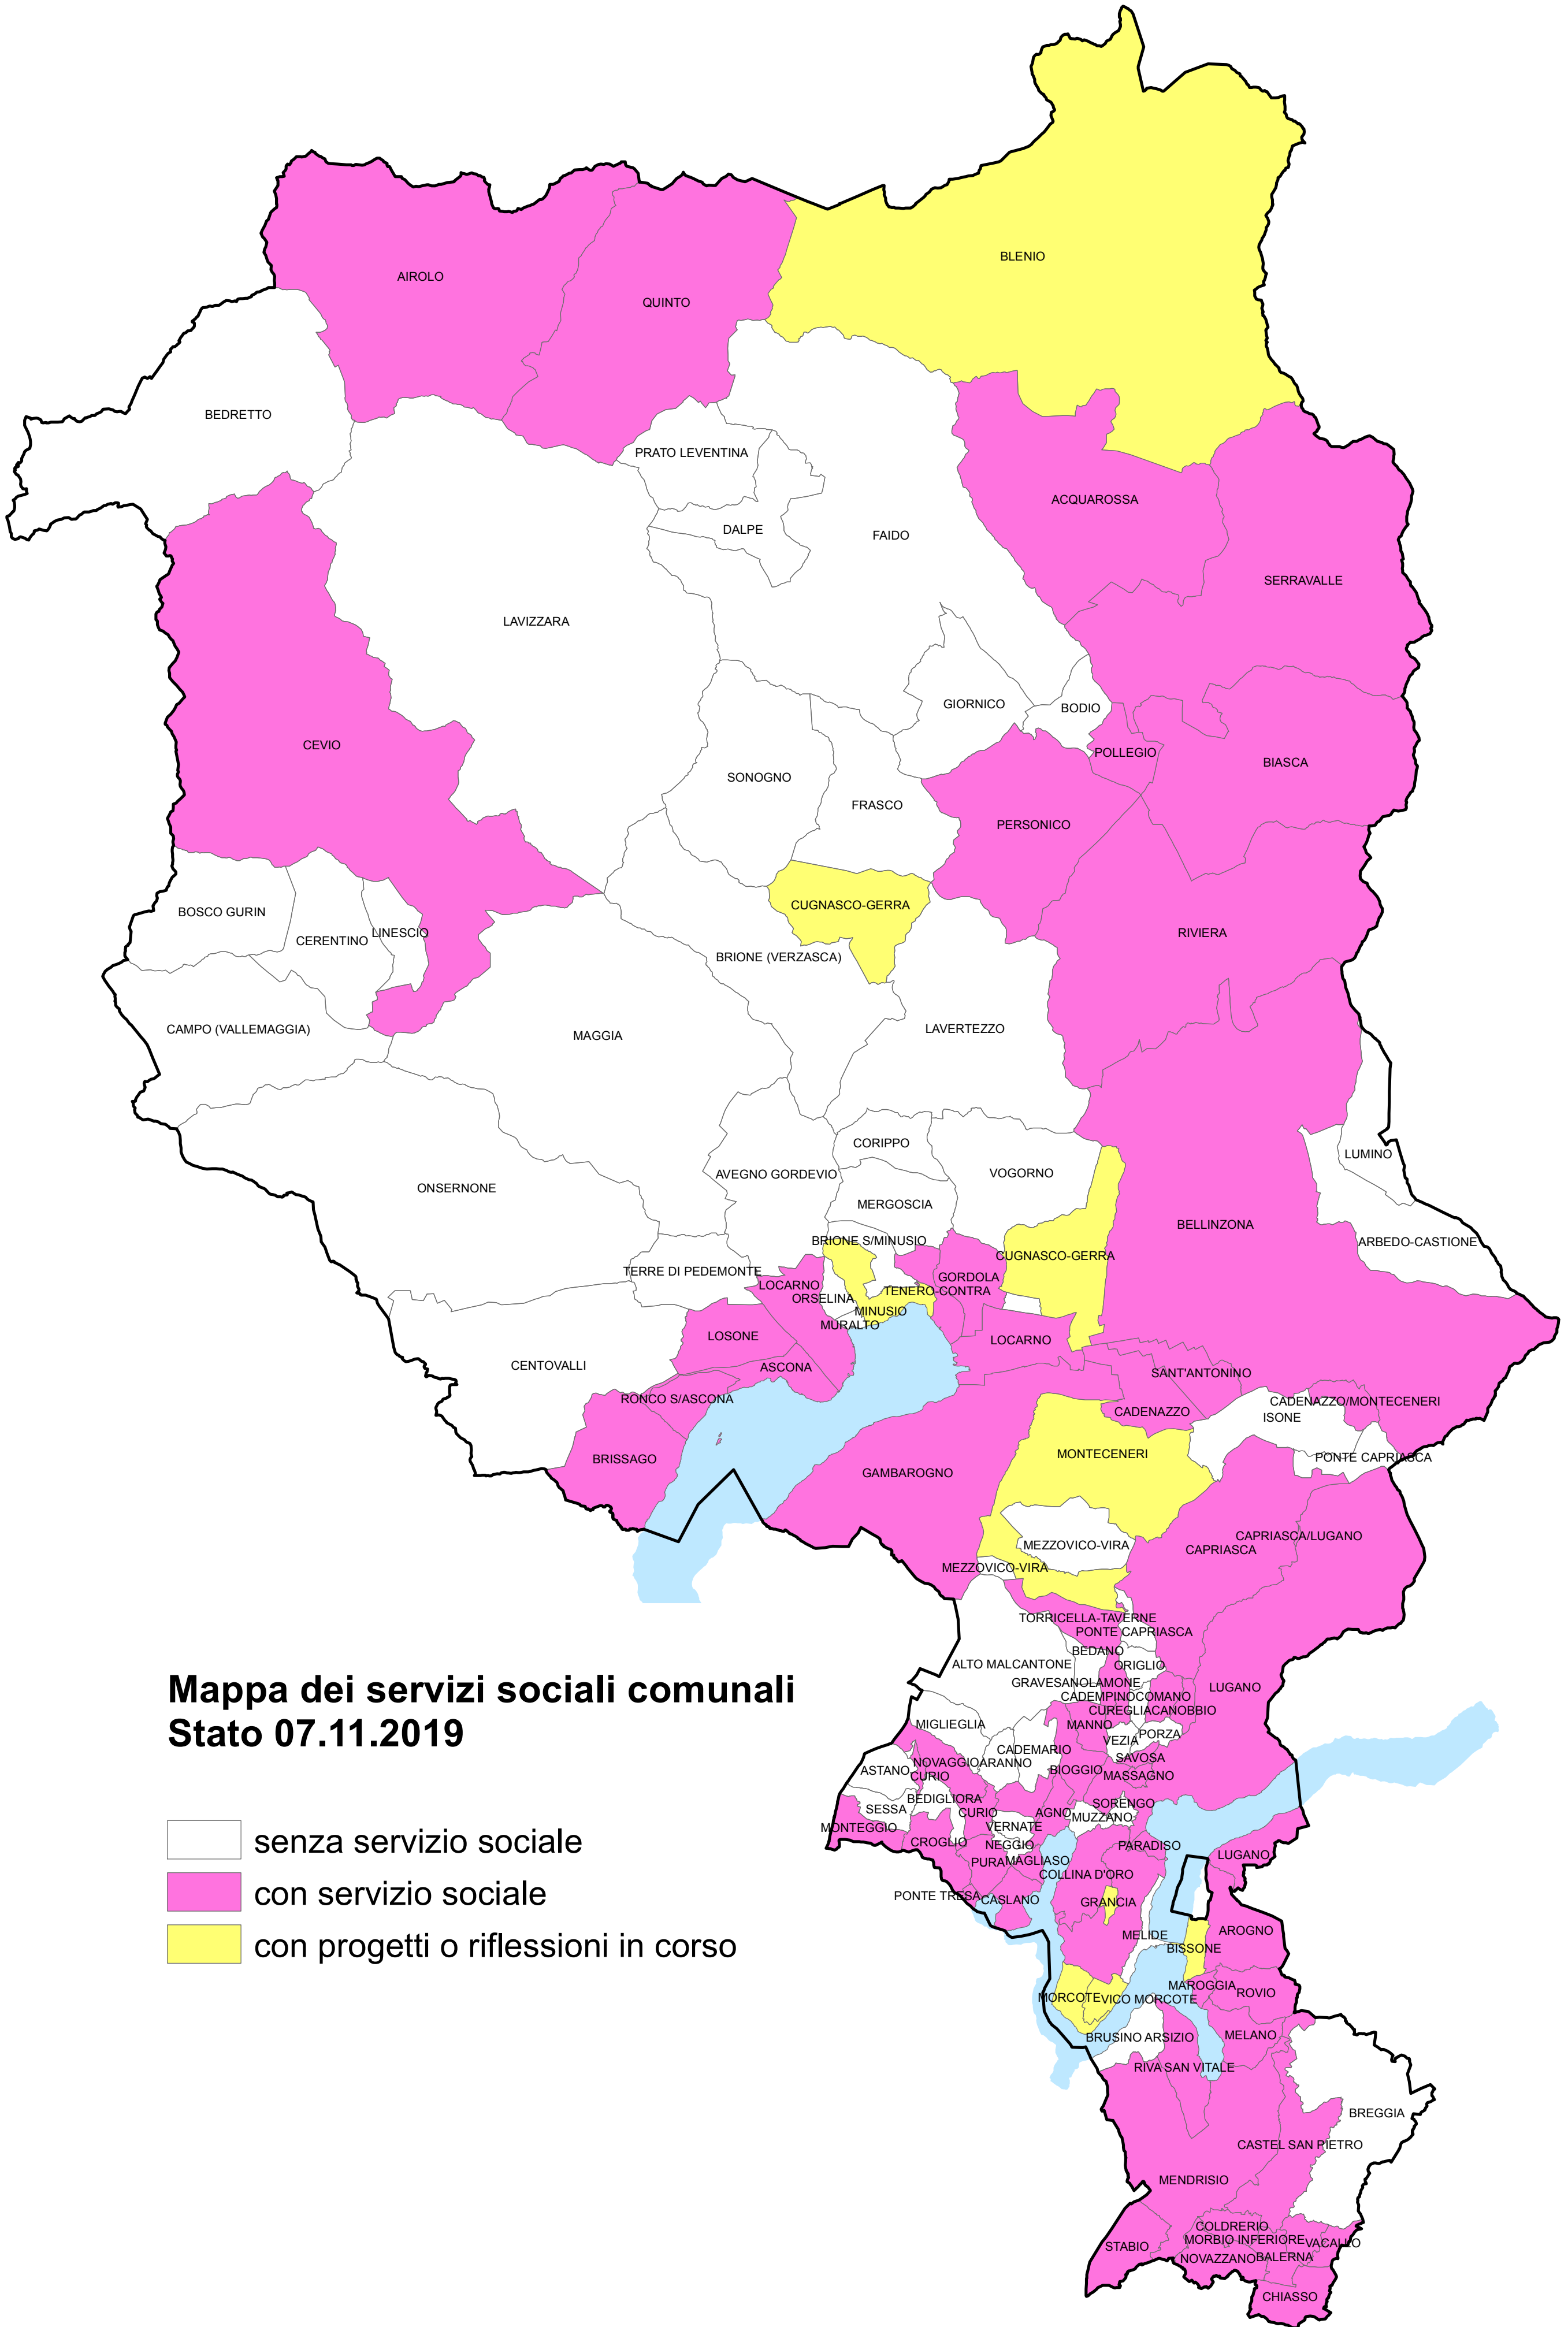 BLENIO
AIROLO
QUINTO
BEDRETTO
PRATO LEVENTINA
ACQUAROSSA
DALPE
FAIDO
SERRAVALLE
LAVIZZARA
GIORNICO
BODIO
CEVIO
POLLEGIO
BIASCA
SONOGNO
FRASCO
PERSONICO
CUGNASCO-GERRA
BOSCO GURIN
LINESCIO
RIVIERA
CERENTINO
BRIONE (VERZASCA)
CAMPO (VALLEMAGGIA)
LAVERTEZZO
MAGGIA
CORIPPO
LUMINO
AVEGNO GORDEVIO
VOGORNO
ONSERNONE
MERGOSCIA
BELLINZONA
BRIONE S/MINUSIO
ARBEDO-CASTIONE
CUGNASCO-GERRA
TERRE DI PEDEMONTE
GORDOLA
LOCARNO
TENERO-CONTRA
ORSELINA
MINUSIO
MURALTO
LOSONE
LOCARNO
CENTOVALLI
ASCONA
SANT'ANTONINO
RONCO S/ASCONA
CADENAZZO/MONTECENERI
CADENAZZO
ISONE
MONTECENERI
PONTE CAPRIASCA
BRISSAGO
GAMBAROGNO
CAPRIASCA/LUGANO
MEZZOVICO-VIRA
CAPRIASCA
MEZZOVICO-VIRA
TORRICELLA-TAVERNE
PONTE CAPRIASCA
BEDANO
ALTO MALCANTONE
ORIGLIO
GRAVESANO
LAMONE
LUGANO
CADEMPINO
COMANO
CUREGLIA
CANOBBIO
MIGLIEGLIA
MANNO
PORZA
VEZIA
CADEMARIO
SAVOSA
NOVAGGIO
ARANNO
ASTANO
CURIO
BIOGGIO
MASSAGNO
BEDIGLIORA
SORENGO
SESSA
CURIO
AGNO
MUZZANO
MONTEGGIO
VERNATE
CROGLIO
NEGGIO
PARADISO
LUGANO
PURA
MAGLIASO
COLLINA D'ORO
PONTE TRESA
CASLANO
GRANCIA
AROGNO
MELIDE
BISSONE
MAROGGIA
ROVIO
MORCOTE
VICO MORCOTE
MELANO
BRUSINO ARSIZIO
RIVA SAN VITALE
BREGGIA
CASTEL SAN PIETRO
MENDRISIO
COLDRERIO
MORBIO INFERIORE
VACALLO
STABIO
NOVAZZANO
BALERNA
CHIASSO
Mappa dei servizi sociali comunali
Stato 07.11.2019
senza servizio sociale
con servizio sociale
con progetti o riflessioni in corso